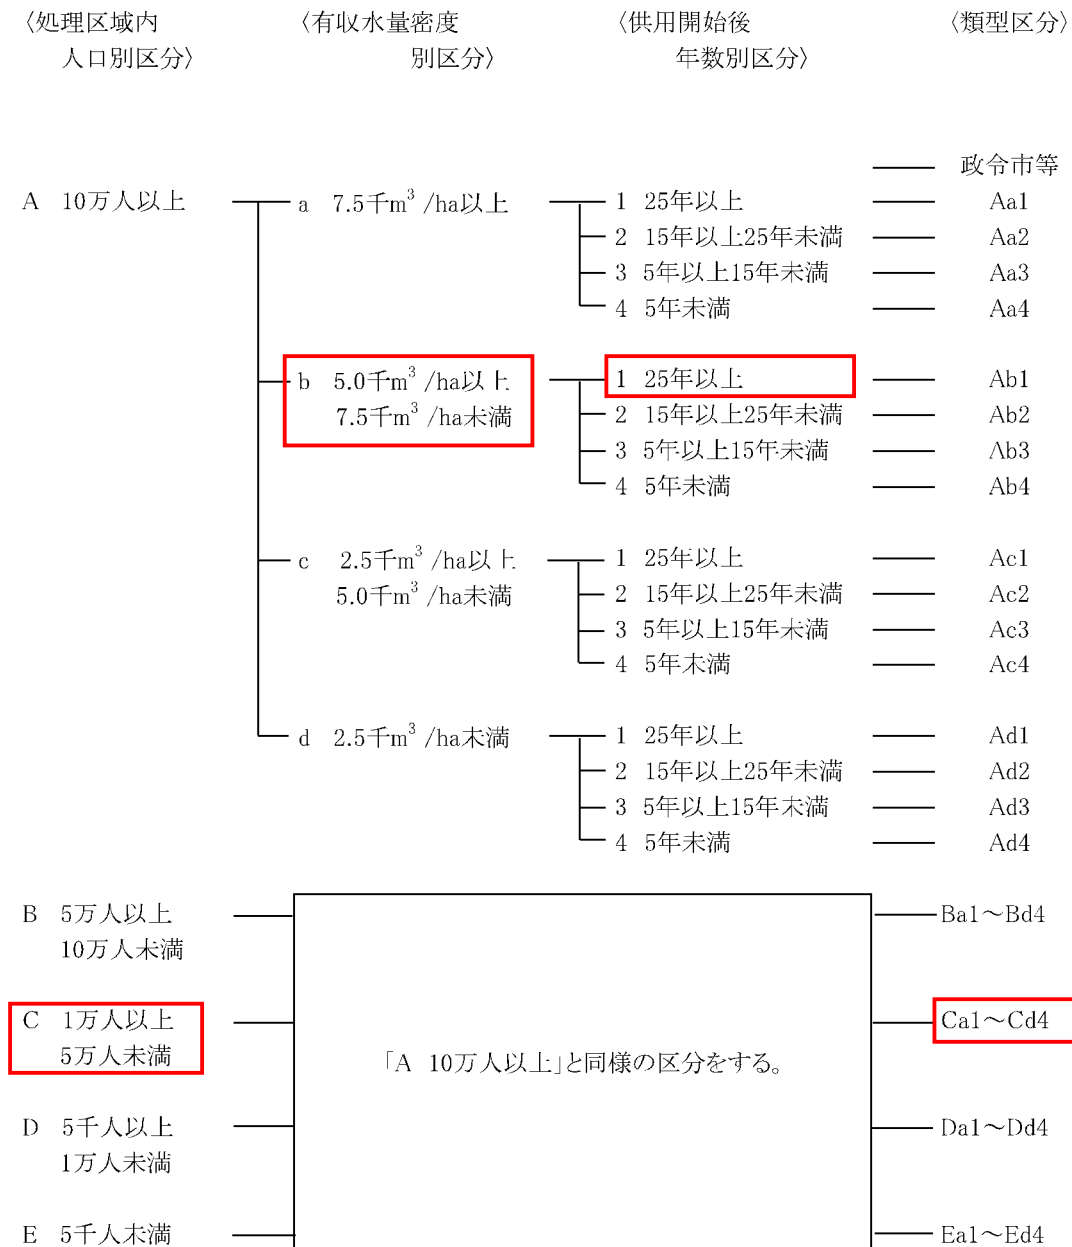 〈処理区域内 〈有収水量密度 〈供用開始後 〈類型区分〉
人口別区分〉 別区分〉 年数別区分〉
政令市等
A 10万人以上 a 7.5千m³/ha以上 1 25年以上 Aa1
2 15年以上25年未満 Aa2
3 5年以上15年未満 Aa3
4 5年未満 Aa4
b 5.0千m³/ha以上 1 25年以上 Ab1
7.5千m³/ha未満 2 15年以上25年未満 Ab2
3 5年以上15年未満 Ab3
4 5年未満 Ab4
c 2.5千m³/ha以上 1 25年以上 Ac1
5.0千m³/ha未満 2 15年以上25年未満 Ac2
3 5年以上15年未満 Ac3
4 5年未満 Ac4
d 2.5千m³/ha未満 1 25年以上 Ad1
2 15年以上25年未満 Ad2
3 5年以上15年未満 Ad3
4 5年未満 Ad4
B 5万人以上 Ba1～Bd4
10万人未満
C 1万人以上 Ca1～Cd4
5万人未満
「A 10万人以上」と同様の区分をする。
D 5千人以上 Da1～Dd4
1万人未満
E 5千人未満 Ea1～Ed4